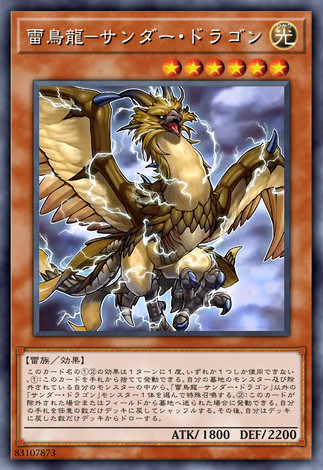 雷鳥龍-サンダー・ドラゴン
光
【雷族/効果】
このカード名の①②の効果は1ターンに1度、いずれか1つしか使用できな
い。①:このカードを手札から捨てて発動できる。自分の墓地のモンスター及び除
外されている自分のモンスターの中から、「雷鳥龍-サンダー・ドラゴン」以外の
「サンダー・ドラゴン」モンスター1体を選んで特殊召喚する。②:このカードが
除外された場合またはフィールドから墓地へ送られた場合に発動できる。自分
の手札を任意の数だけデッキに戻してシャッフルする。その後、自分はデッキ
に戻した数だけデッキからドローする。
ATK/1800 DEF/2200
83107873